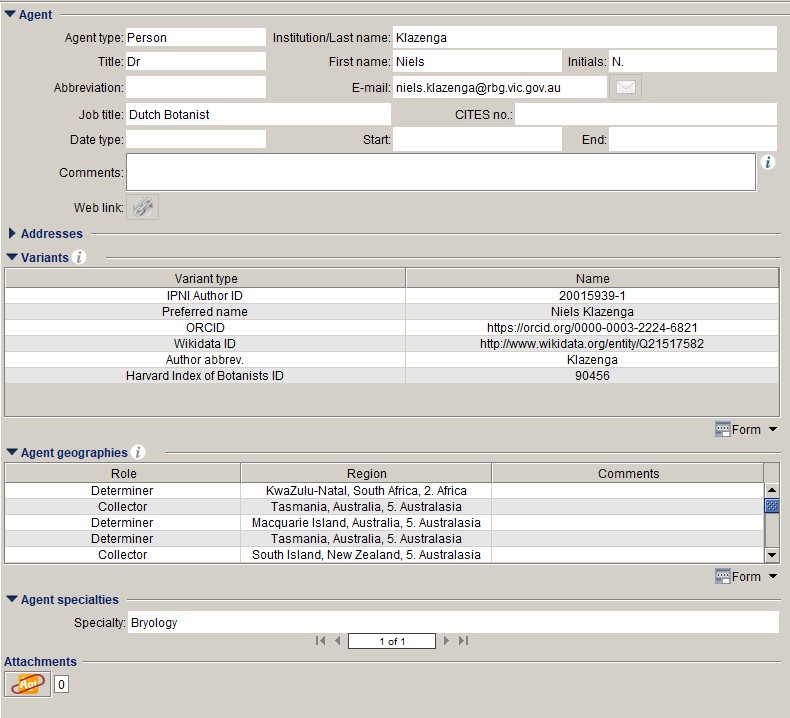 Agent
Agent type: Person Institution/Last name: Klazenga
Title: Dr First name: Niels Initials: N.
Abbreviation: E-mail: niels.klazenga@rbg.vic.gov.au
Job title: Dutch Botanist CITES no.:
Date type: Start: End:
Comments: i
Web link:
Addresses
Variants i
Variant type Name
IPNI Author ID 20015939-1
Preferred name Niels Klazenga
ORCID https://orcid.org/0000-0003-2224-6821
Wikidata ID http://www.wikidata.org/entity/Q21517582
Author abbrev. Klazenga
Harvard Index of Botanists ID 90456
Form
Agent geographies i
Role Region Comments
Determiner KwaZulu-Natal, South Africa, 2. Africa
Collector Tasmania, Australia, 5. Australasia
Determiner Macquarie Island, Australia, 5. Australasia
Determiner Tasmania, Australia, 5. Australasia
Collector South Island, New Zealand, 5. Australasia
Form
Agent specialties
Specialty: Bryology
1 of 1
Attachments
0